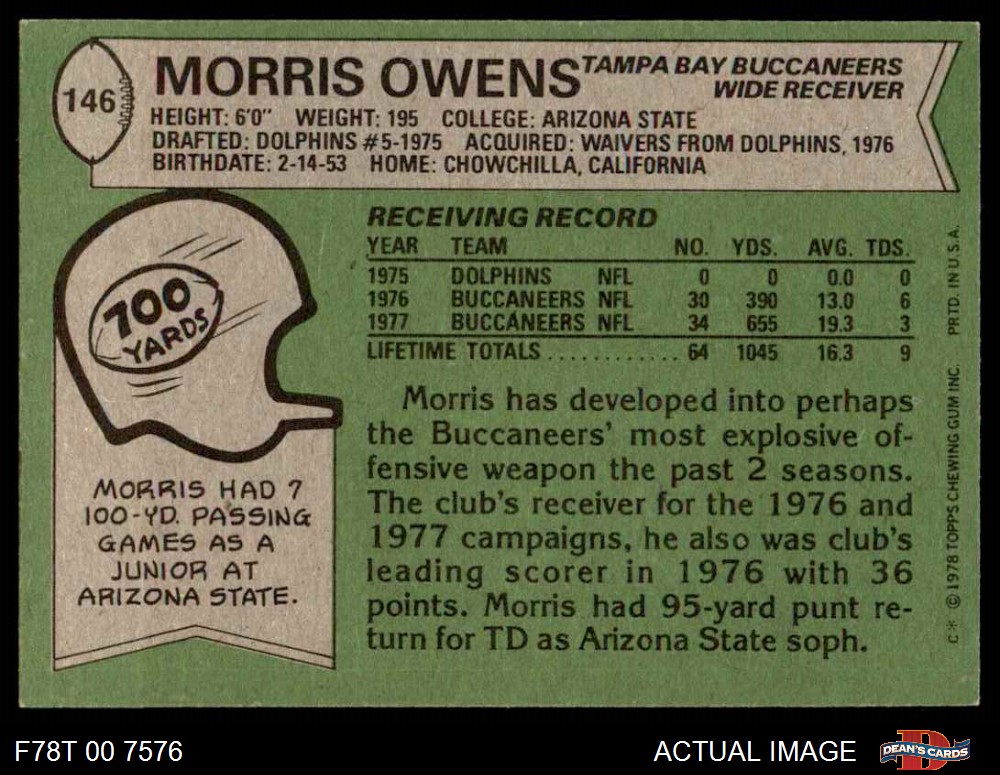 146
MORRIS OWENS
TAMPA BAY BUCCANEERS
WIDE RECEIVER
HEIGHT: 6'0" WEIGHT: 195 COLLEGE: ARIZONA STATE
DRAFTED: DOLPHINS #5-1975 ACQUIRED: WAIVERS FROM DOLPHINS, 1976
BIRTHDATE: 2-14-53 HOME: CHOWCHILLA, CALIFORNIA
700
YARDS
MORRIS HAD 7
100-YD. PASSING
GAMES AS A
JUNIOR AT
ARIZONA STATE.
RECEIVING RECORD
YEAR TEAM NO. YDS. AVG. TDS.
1975 DOLPHINS NFL 0 0 0.0 0
1976 BUCCANEERS NFL 30 390 13.0 6
1977 BUCCANEERS NFL 34 655 19.3 3
LIFETIME TOTALS............ 64 1045 16.3 9
Morris has developed into perhaps
the Buccaneers' most explosive of-
fensive weapon the past 2 seasons.
The club's receiver for the 1976 and
1977 campaigns, he also was club's
leading scorer in 1976 with 36
points. Morris had 95-yard punt re-
turn for TD as Arizona State soph.
C** ©1978 TOPPS CHEWING GUM INC. PRTD. IN U.S.A.
F78T 00 7576
ACTUAL IMAGE
D
DEAN'S CARDS